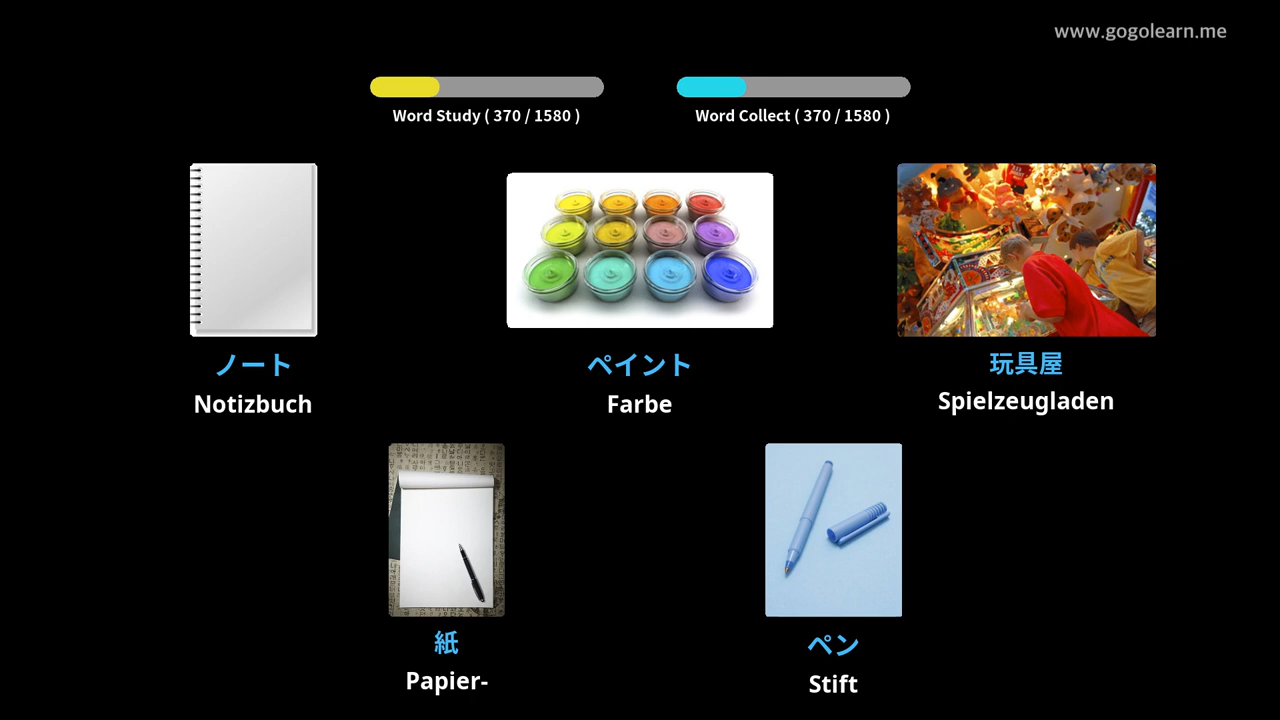 www.gogolearn.me
Word Study ( 370 / 1580 )
Word Collect ( 370 / 1580 )
ノート
Notizbuch
ペイント
Farbe
玩具屋
Spielzeugladen
紙
Papier-
ペン
Stift